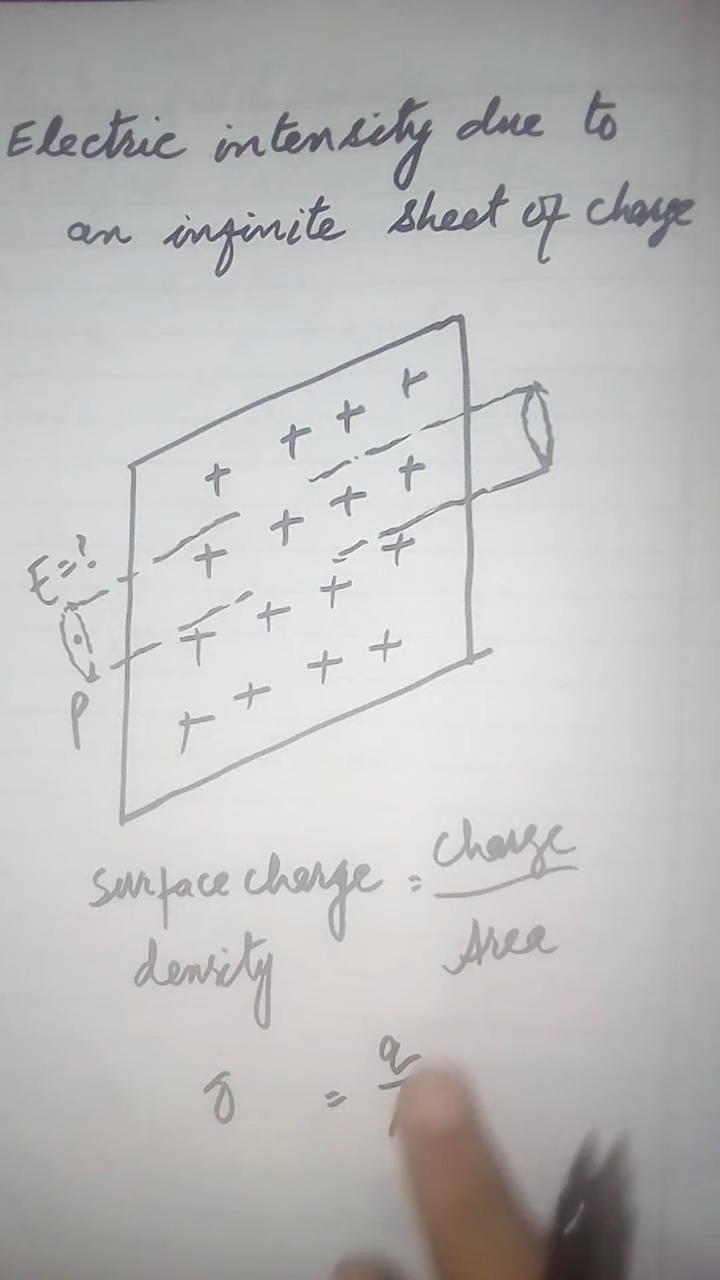 Electric intensity due to
an infinite sheet of charge
+ + + +
+ + + +
+ + + +
+ + + +
E=?
P
Surface charge = Charge
density Area
σ = q